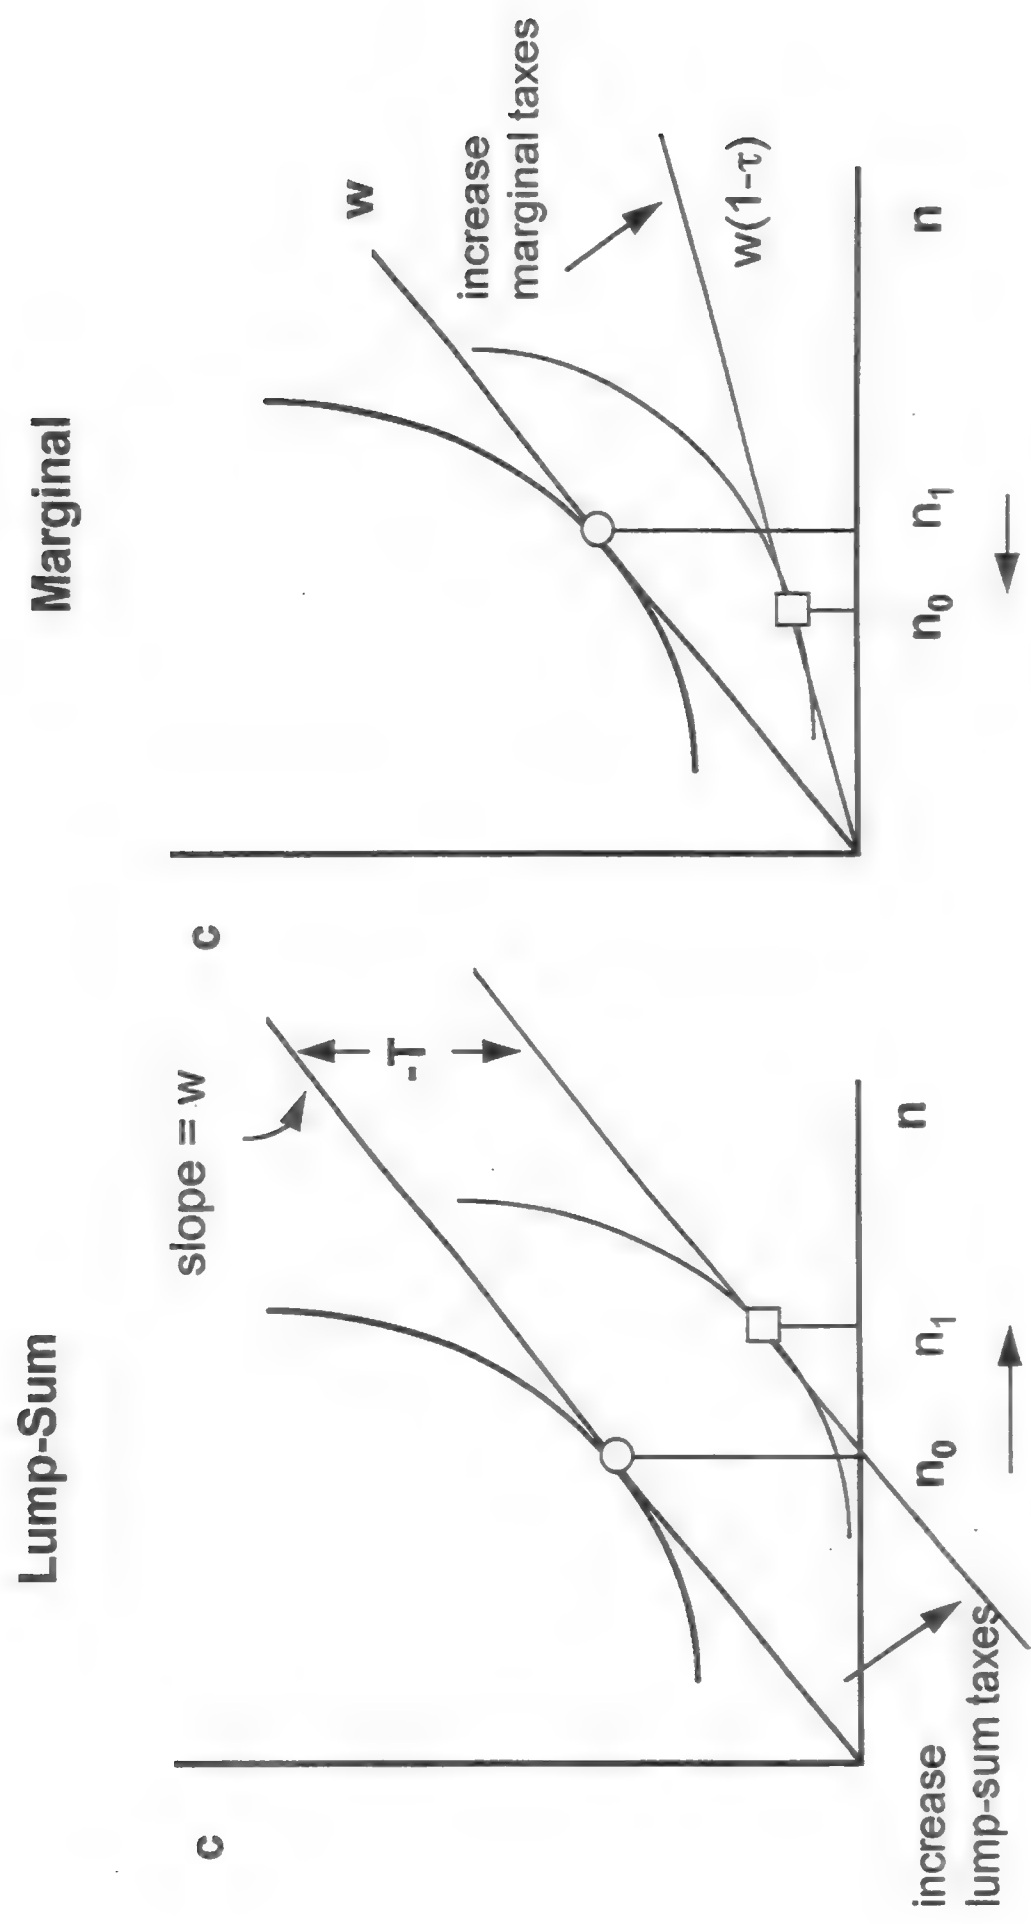 Lump-Sum
c
slope = w
-T
n
n₀
n₁
increase
lump-sum taxes
Marginal
c
w
increase
marginal taxes
w(1-τ)
n
n₀
n₁